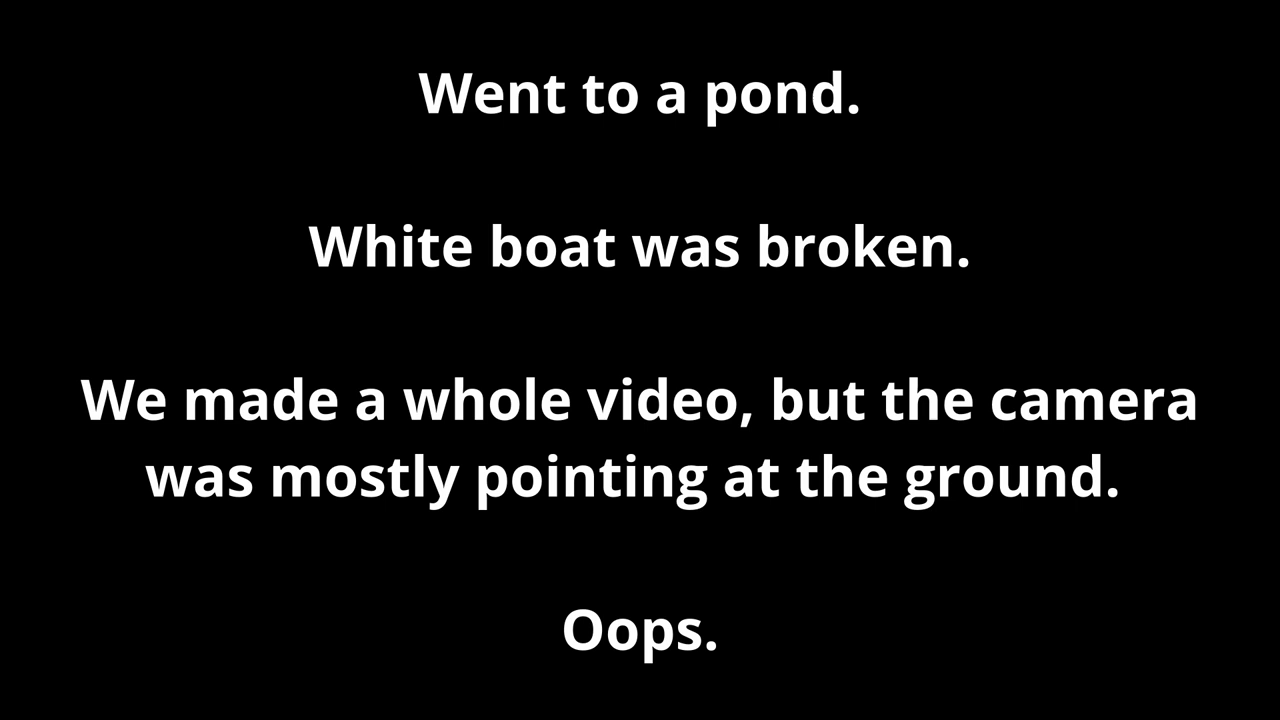 Went to a pond.
White boat was broken.
We made a whole video, but the camera
was mostly pointing at the ground.
Oops.